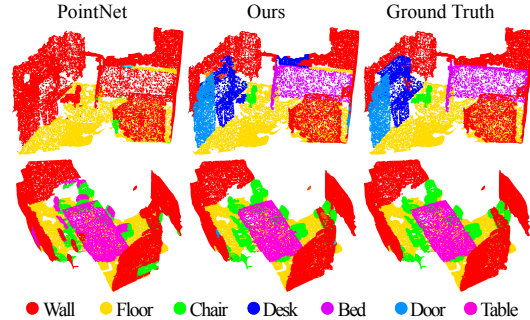 PointNet Ours Ground Truth
Wall Floor Chair Desk Bed Door Table